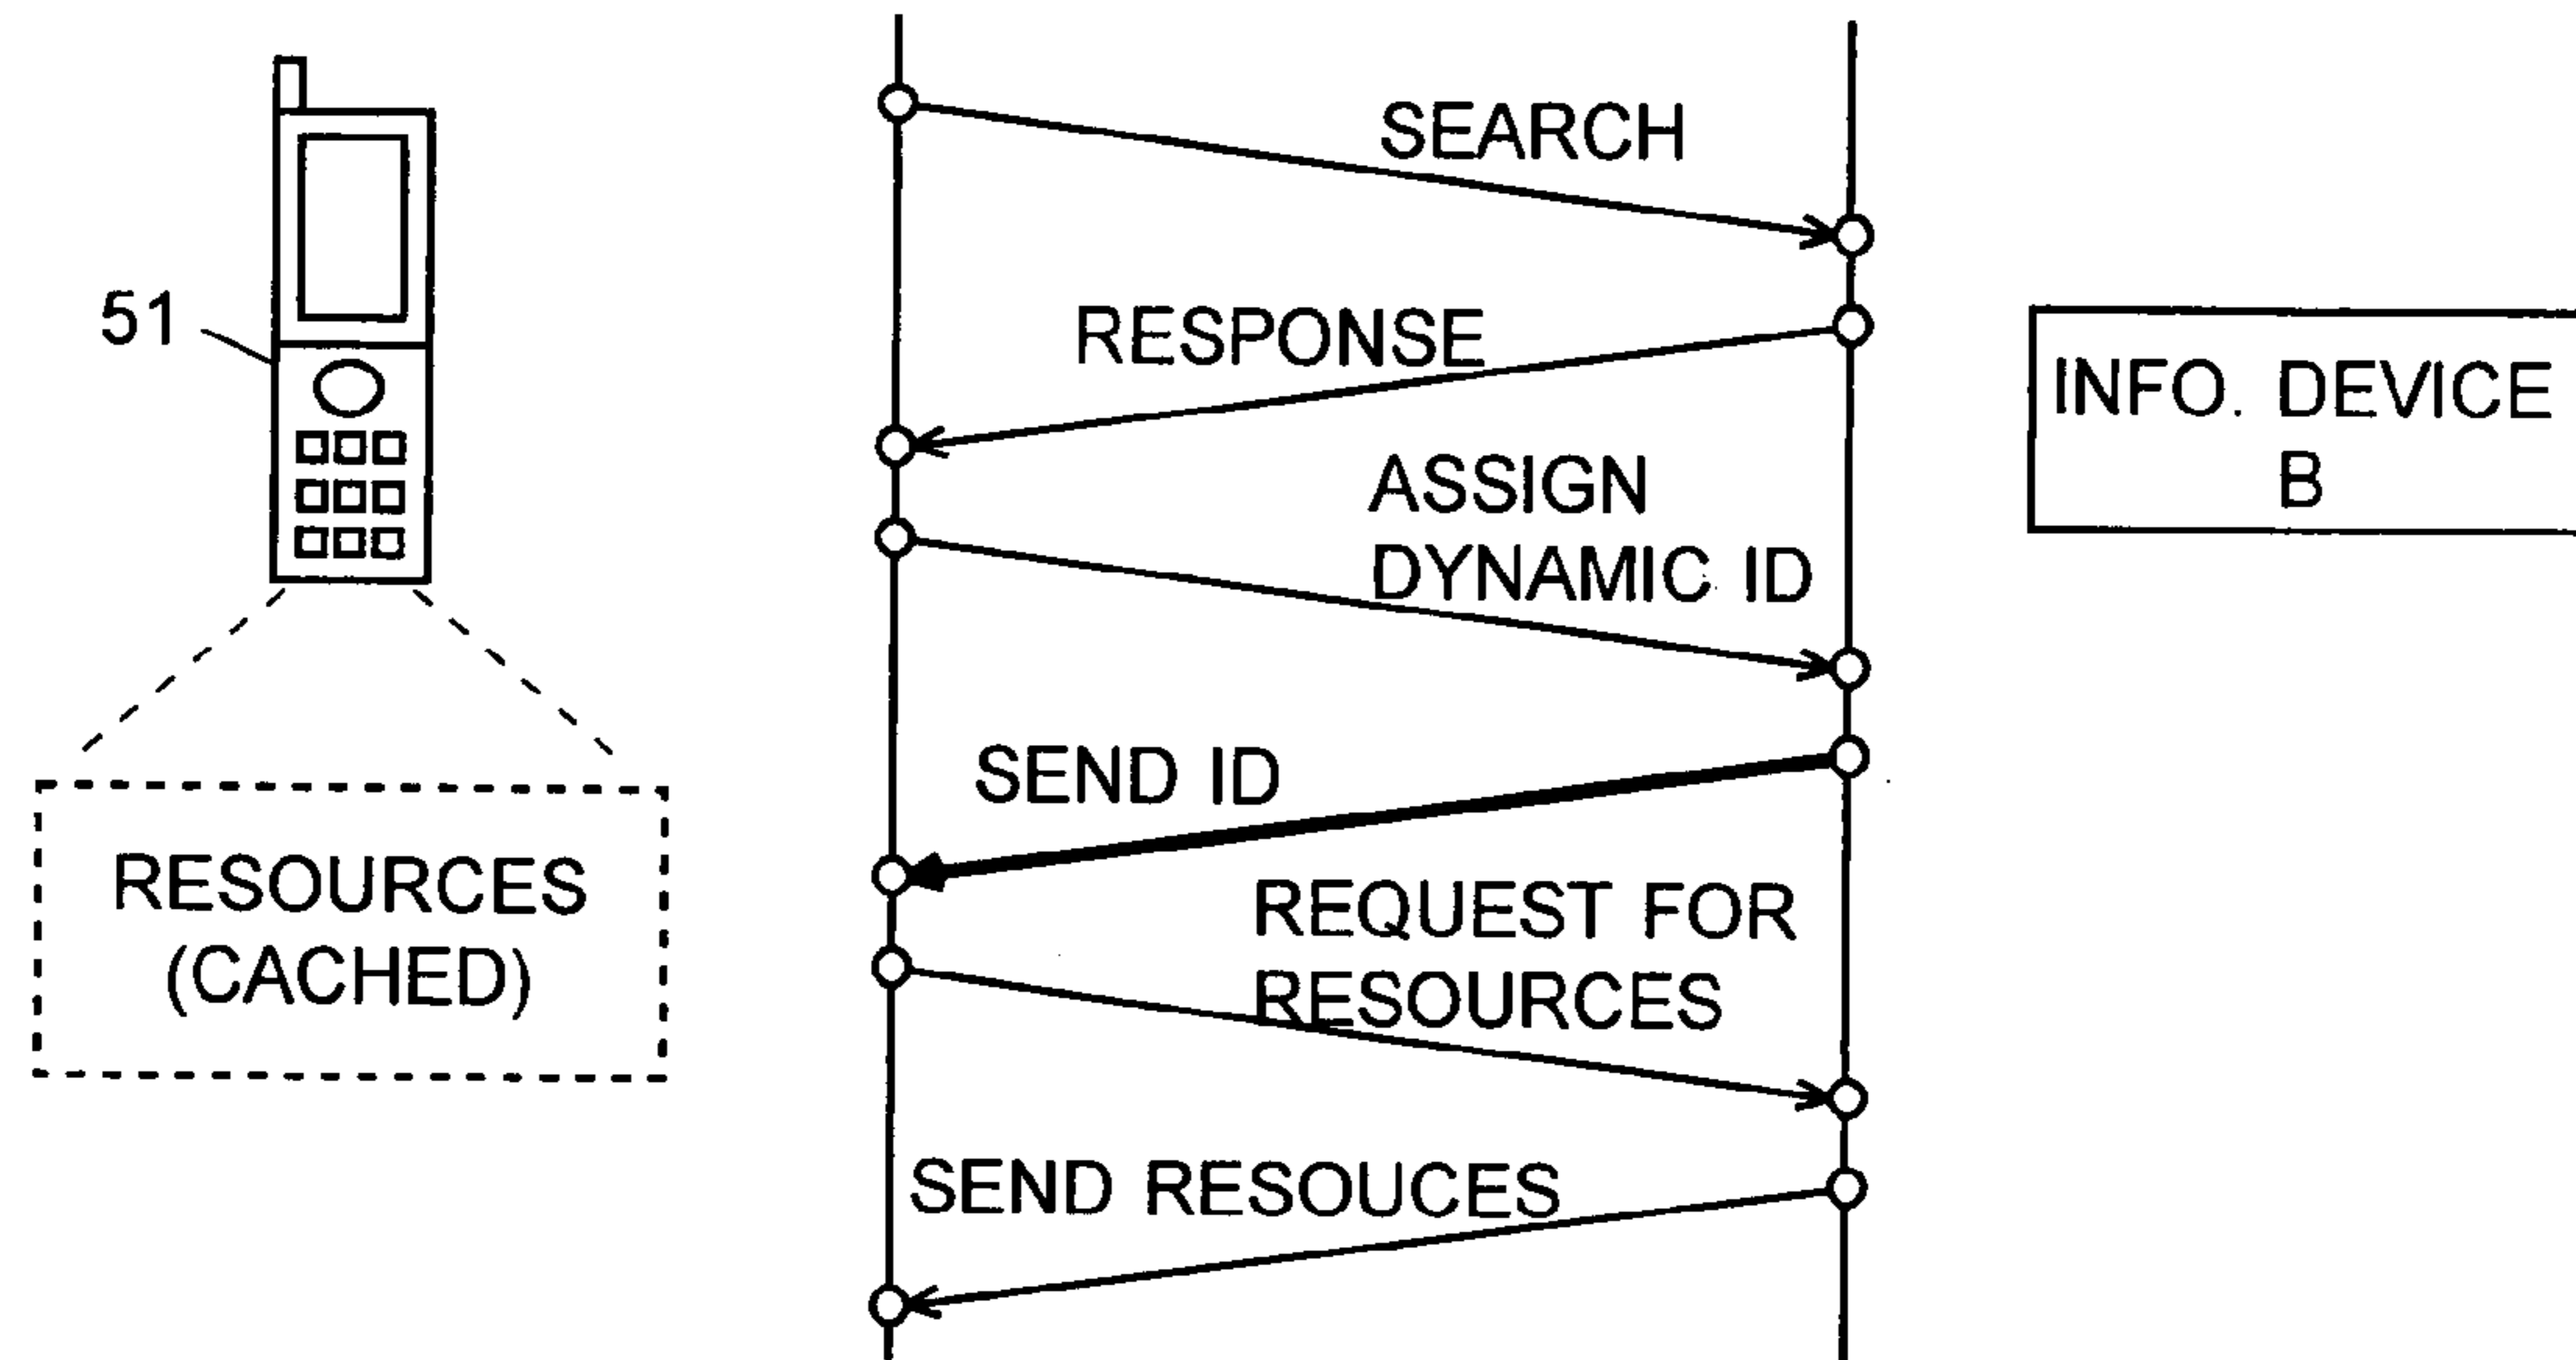 SEARCH
51
RESPONSE
INFO. DEVICE
B
ASSIGN
DYNAMIC ID
SEND ID
RESOURCES
(CACHED)
REQUEST FOR
RESOURCES
SEND RESOUCES